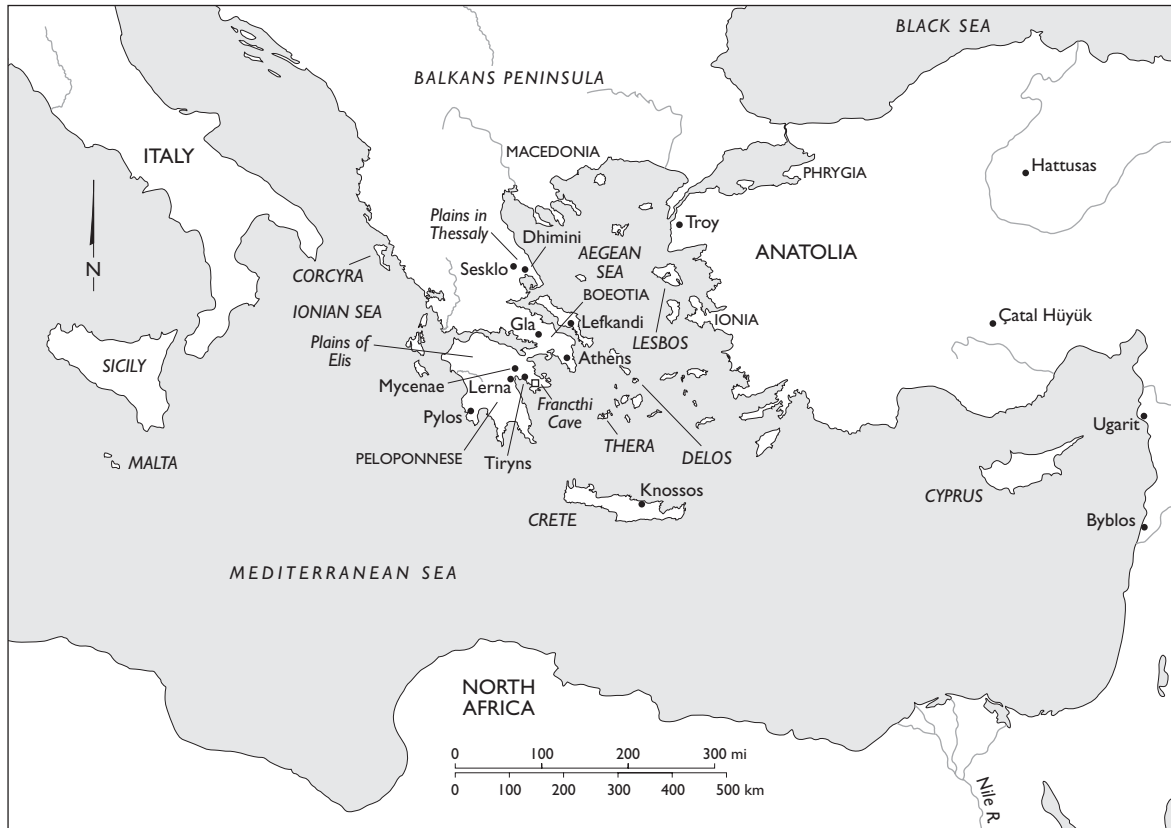 BLACK SEA
BALKANS PENINSULA
ITALY
MACEDONIA
PHRYGIA
Hattusas
Plains in
Thessaly
Dhimini
Troy
N
CORCYRA
Sesklo
AEGEAN
SEA
ANATOLIA
IONIAN SEA
BOEOTIA
Gla
Lefkandi
IONIA
Çatal Hüyük
Plains of
Elis
LESBOS
SICILY
Athens
Mycenae
Lerna
Francthi
Cave
Pylos
Ugarit
THERA
DELOS
MALTA
PELOPONNESE
Tiryns
Knossos
CYPRUS
CRETE
Byblos
MEDITERRANEAN SEA
NORTH
AFRICA
0 100 200 300 mi
0 100 200 300 400 500 km
Nile R.